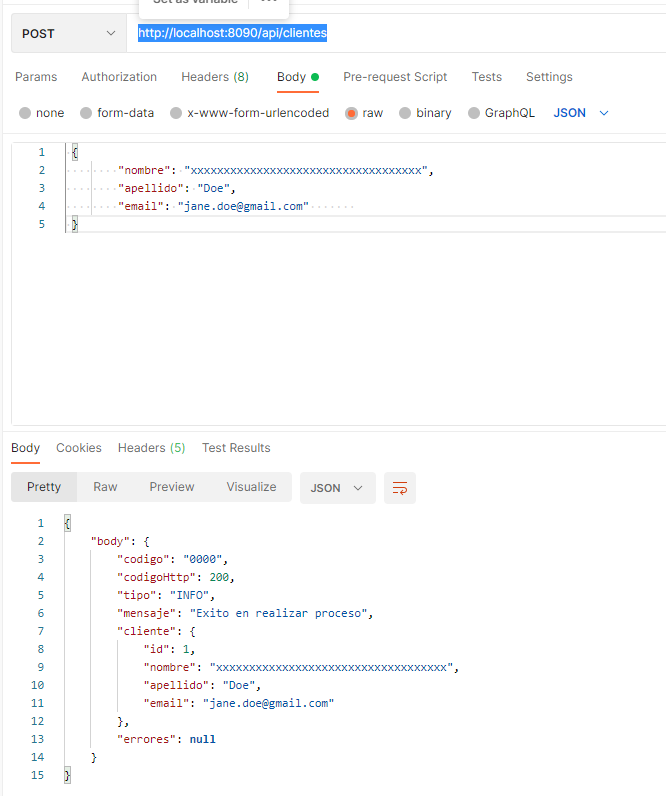 Set as variable
POST http://localhost:8090/api/clientes
Params Authorization Headers (8) Body Pre-request Script Tests Settings
none form-data x-www-form-urlencoded raw binary GraphQL JSON
1 {
2 "nombre": "xxxxxxxxxxxxxxxxxxxxxxxxxxxxxxxxxxx",
3 "apellido": "Doe",
4 "email": "jane.doe@gmail.com"
5 }
Body Cookies Headers (5) Test Results
Pretty Raw Preview Visualize JSON
1 {
2 "body": {
3 "codigo": "0000",
4 "codigoHttp": 200,
5 "tipo": "INFO",
6 "mensaje": "Exito en realizar proceso",
7 "cliente": {
8 "id": 1,
9 "nombre": "xxxxxxxxxxxxxxxxxxxxxxxxxxxxxxxxxxx",
10 "apellido": "Doe",
11 "email": "jane.doe@gmail.com"
12 },
13 "errores": null
14 }
15 }